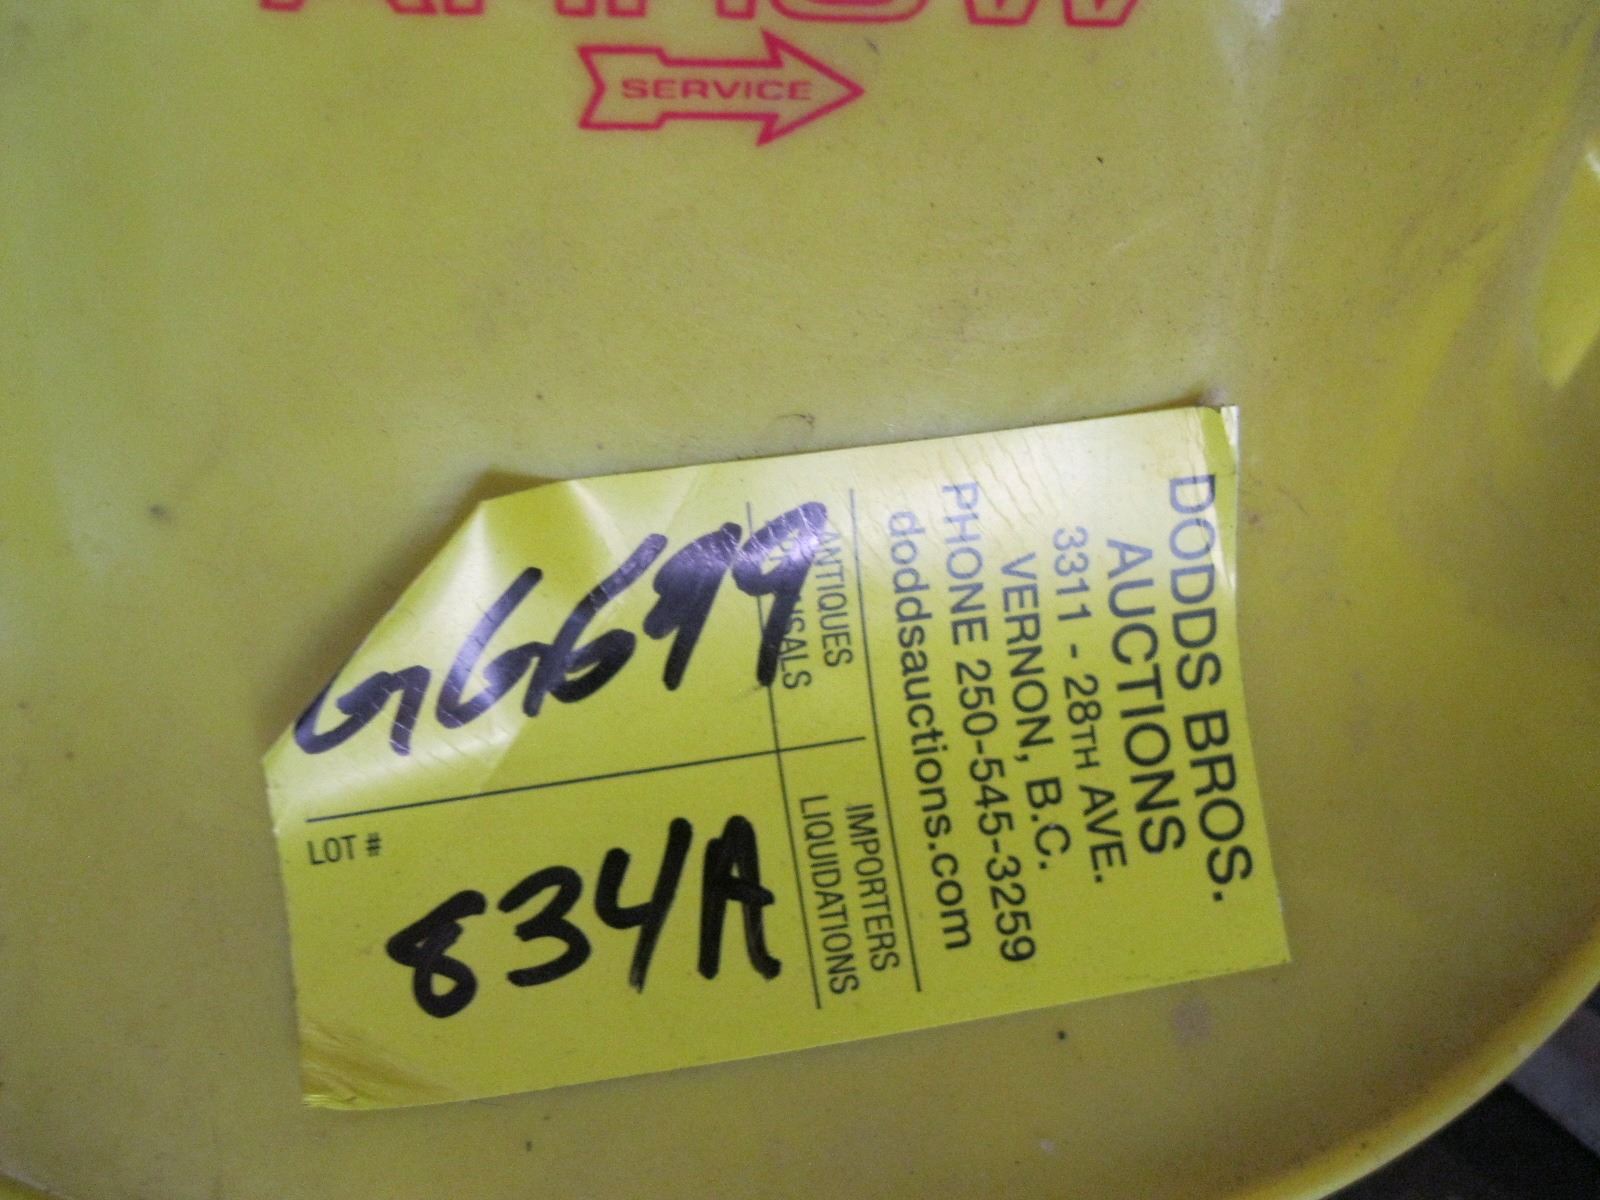 SERVICE
DODDS BROS.
AUCTIONS
3311 - 28TH AVE.
VERNON, B.C.
PHONE 250-545-3259
doddsauctions.com
ANTIQUES
IMPORTERS
LIQUIDATIONS
G6699
LOT #
834A